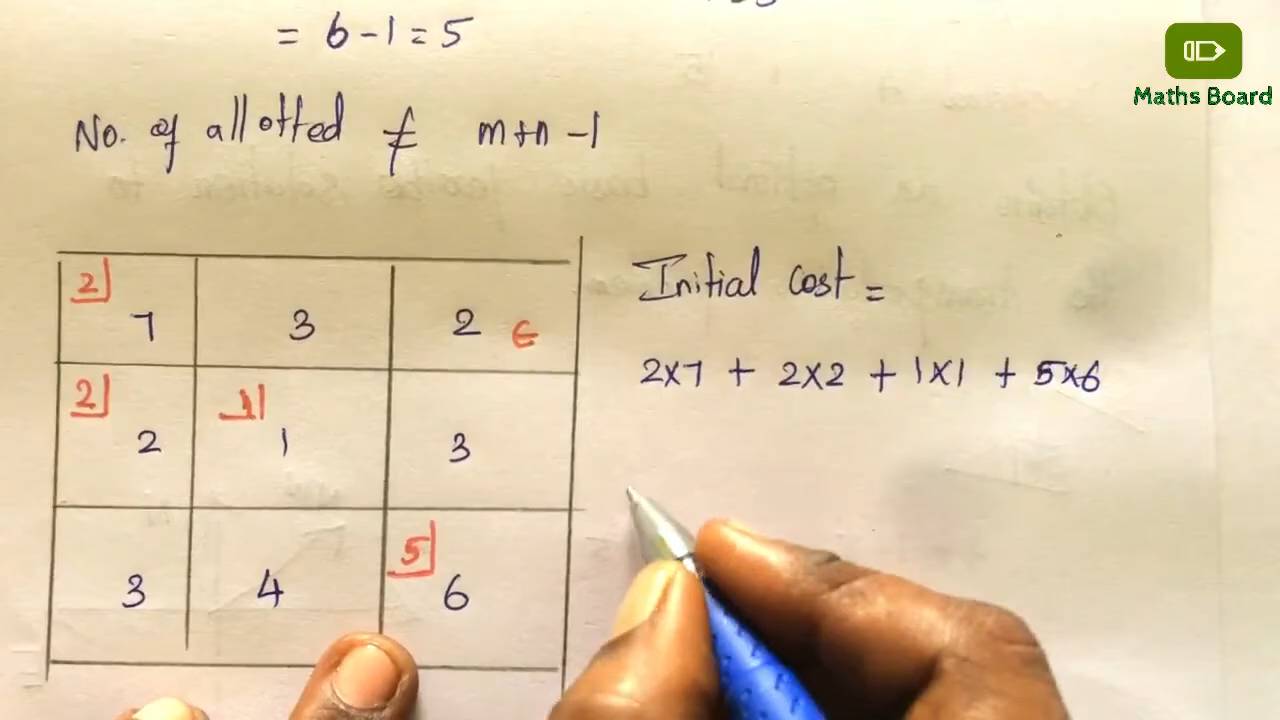 = 6 - 1 = 5
Maths Board
No. of allotted ≠ m+n -1
2 7 3 2 ∈
Initial cost =
2×7 + 2×2 + 1×1 + 5×6
2 2 1 1 3
3 4 5 6